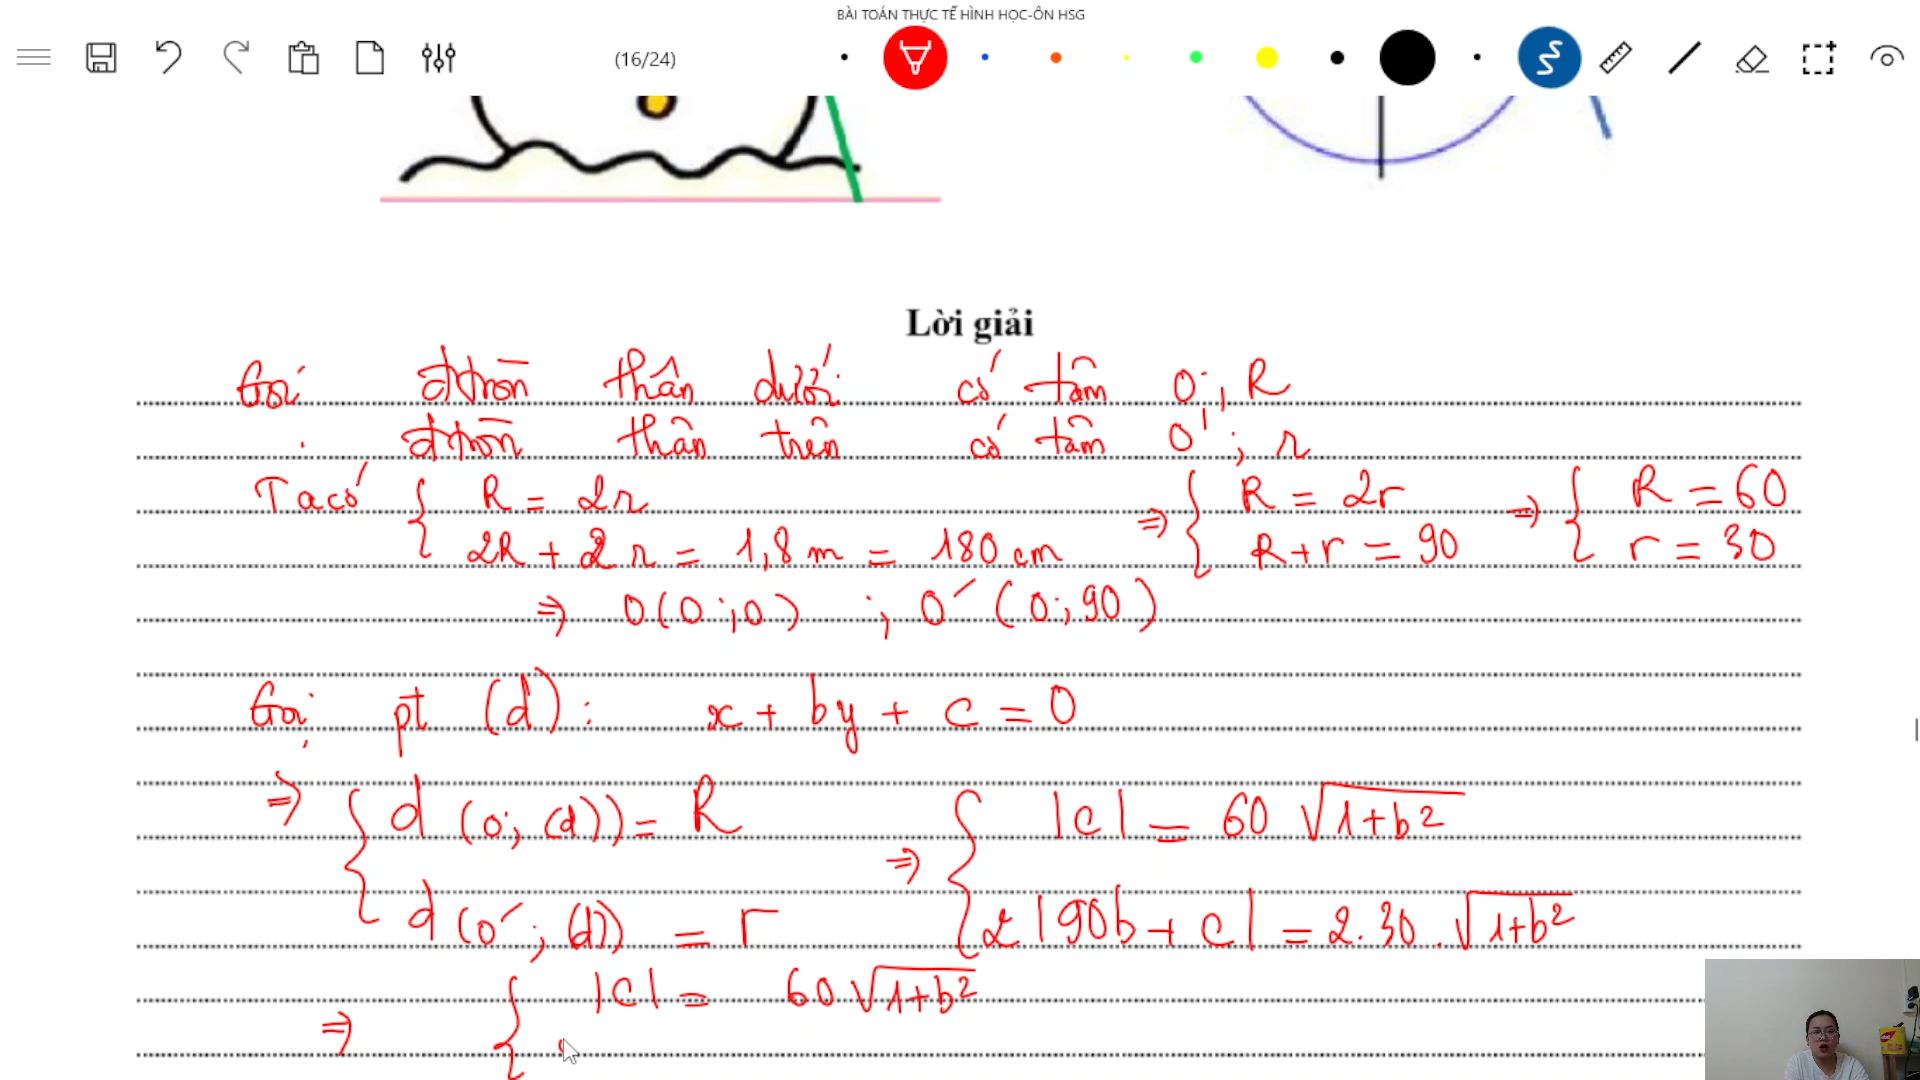 BÀI TOÁN THỰC TẾ HÌNH HỌC-ÔN HSG
(16/24)
Lời giải
Gọi đtròn thân dưới có tâm O ; R
đtròn thân trên có tâm O' ; r
Ta có { R = 2r ⇒ { R = 2r ⇒ { R = 60
2R + 2r = 1,8 m = 180 cm R + r = 90 r = 30
⇒ O(0;0) ; O'(0;90)
Gọi pt (d): x + by + c = 0
⇒ { d (O; (d)) = R ⇒ { |c| = 60 √1+b²
d (O'; (d)) = r 2|90b + c| = 2.30.√1+b²
⇒ { |c| = 60 √1+b²